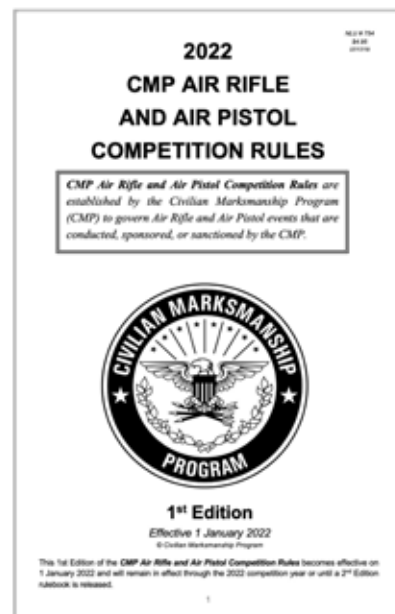 NLU # 784
$4.95
2022
CMP AIR RIFLE
AND AIR PISTOL
COMPETITION RULES
CMP Air Rifle and Air Pistol Competition Rules are
established by the Civilian Marksmanship Program
(CMP) to govern Air Rifle and Air Pistol events that are
conducted, sponsored, or sanctioned by the CMP.
CIVILIAN MARKSMANSHIP
PROGRAM
1st Edition
Effective 1 January 2022
© Civilian Marksmanship Program
This 1st Edition of the CMP Air Rifle and Air Pistol Competition Rules becomes effective on
1 January 2022 and will remain in effect through the 2022 competition year or until a 2nd Edition
rulebook is released.
1